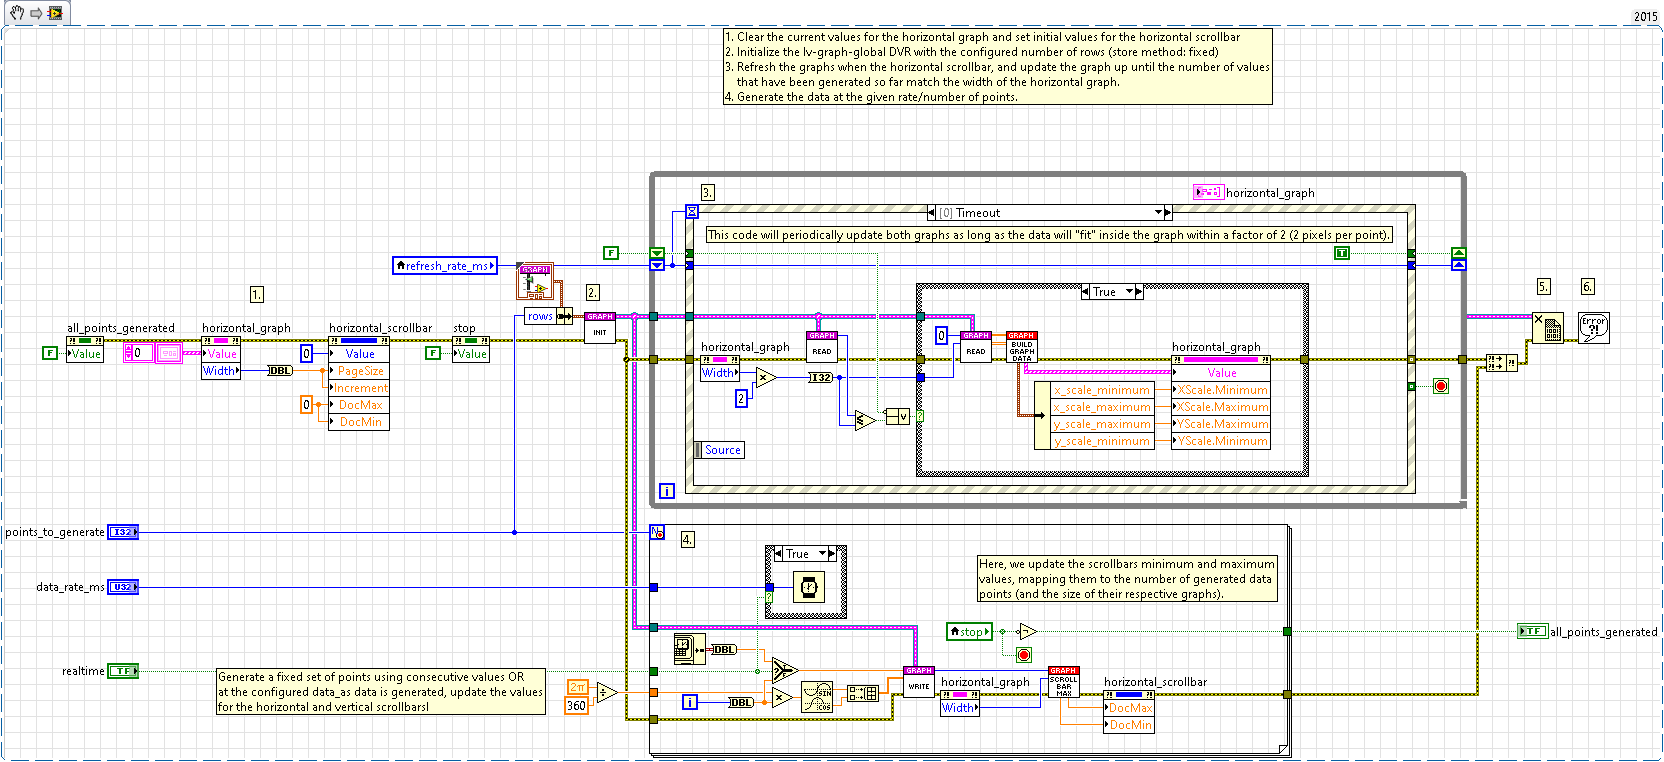 2015
1. Clear the current values for the horizontal graph and set initial values for the horizontal scrollbar
2. Initialize the lv-graph-global DVR with the configured number of rows (store method: fixed)
3. Refresh the graphs when the horizontal scrollbar, and update the graph up until the number of values
that have been generated so far match the width of the horizontal graph.
4. Generate the data at the given rate/number of points.
3.
horizontal_graph
[0] Timeout
This code will periodically update both graphs as long as the data will "fit" inside the graph within a factor of 2 (2 pixels per point).
F
T
refresh_rate_ms
GRAPH
1.
2.
5.
6.
True
rows
GRAPH
INIT
all_points_generated
horizontal_graph
horizontal_scrollbar
stop
F
Value
0
Value
Width
DBL
0
Value
PageSize
Increment
0
DocMax
DocMin
F
Value
horizontal_graph
Width
2
I32
GRAPH
READ
0
GRAPH
READ
GRAPH
BUILD
GRAPH
DATA
horizontal_graph
Value
x_scale_minimum
XScale.Minimum
x_scale_maximum
XScale.Maximum
y_scale_maximum
YScale.Maximum
y_scale_minimum
YScale.Minimum
Error
?!
Source
i
points_to_generate
I32
N
4.
True
data_rate_ms
U32
Here, we update the scrollbars minimum and maximum
values, mapping them to the number of generated data
points (and the size of their respective graphs).
stop
TF
all_points_generated
realtime
TF
Generate a fixed set of points using consecutive values OR
at the configured data_as data is generated, update the values
for the horizontal and vertical scrollbarsl
2π
360
DBL
i
DBL
SIN
COS
GRAPH
WRITE
horizontal_graph
Width
GRAPH
SCROLL
BAR
MAX
horizontal_scrollbar
DocMax
DocMin